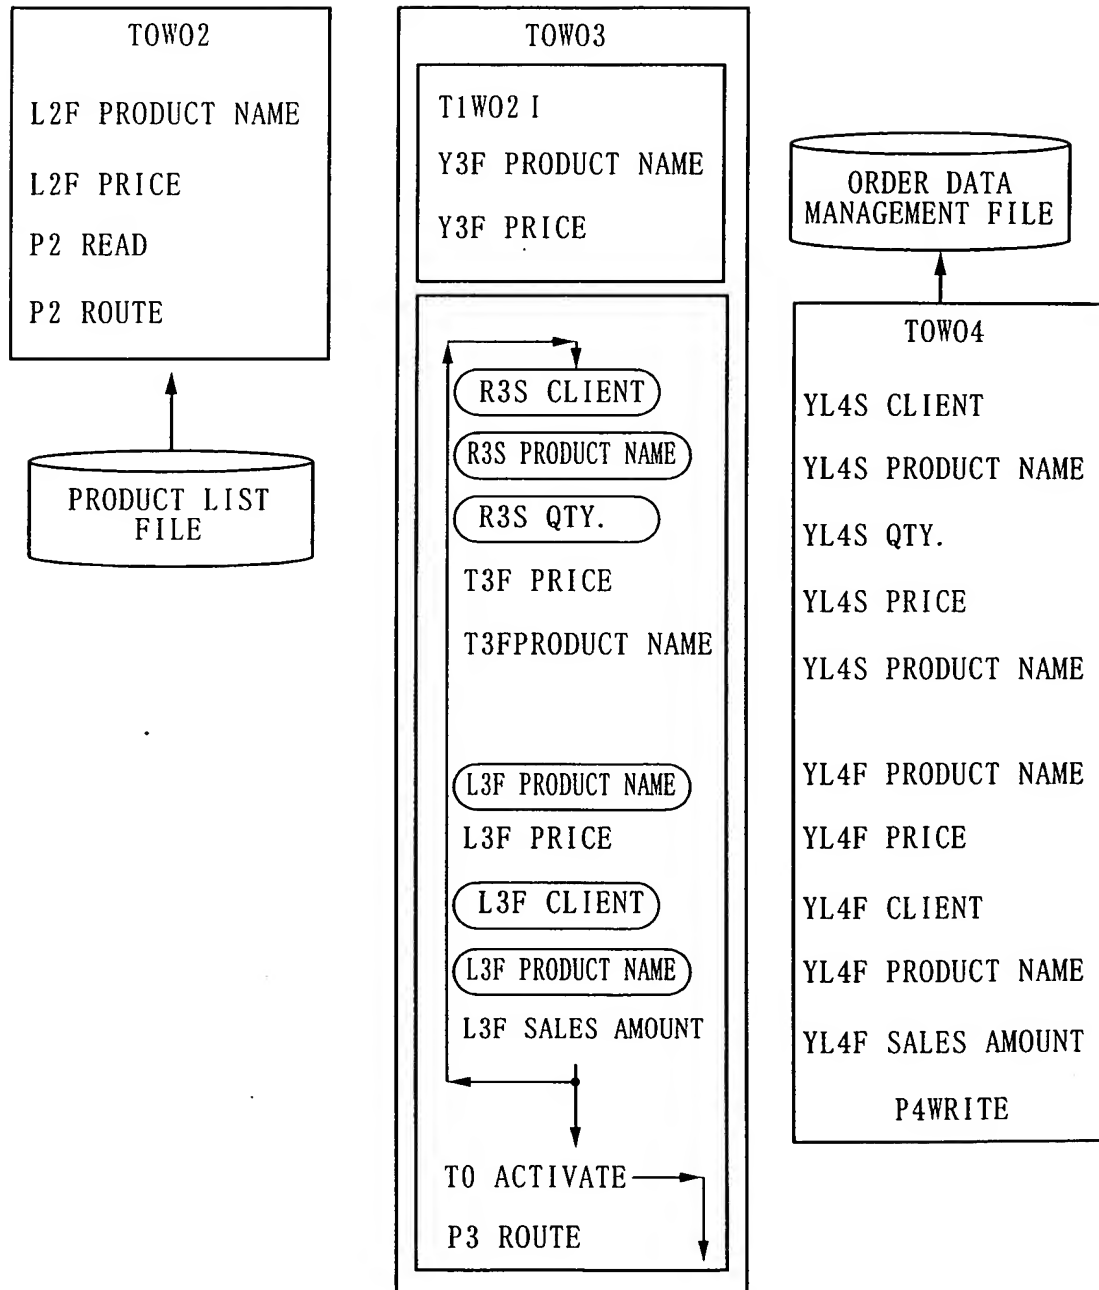 TOWO2
L2F PRODUCT NAME
L2F PRICE
P2 READ
P2 ROUTE
PRODUCT LIST
FILE
TOWO3
T1WO2 I
Y3F PRODUCT NAME
Y3F PRICE
R3S CLIENT
R3S PRODUCT NAME
R3S QTY.
T3F PRICE
T3FPRODUCT NAME
L3F PRODUCT NAME
L3F PRICE
L3F CLIENT
L3F PRODUCT NAME
L3F SALES AMOUNT
TO ACTIVATE
P3 ROUTE
ORDER DATA
MANAGEMENT FILE
TOWO4
YL4S CLIENT
YL4S PRODUCT NAME
YL4S QTY.
YL4S PRICE
YL4S PRODUCT NAME
YL4F PRODUCT NAME
YL4F PRICE
YL4F CLIENT
YL4F PRODUCT NAME
YL4F SALES AMOUNT
P4WRITE